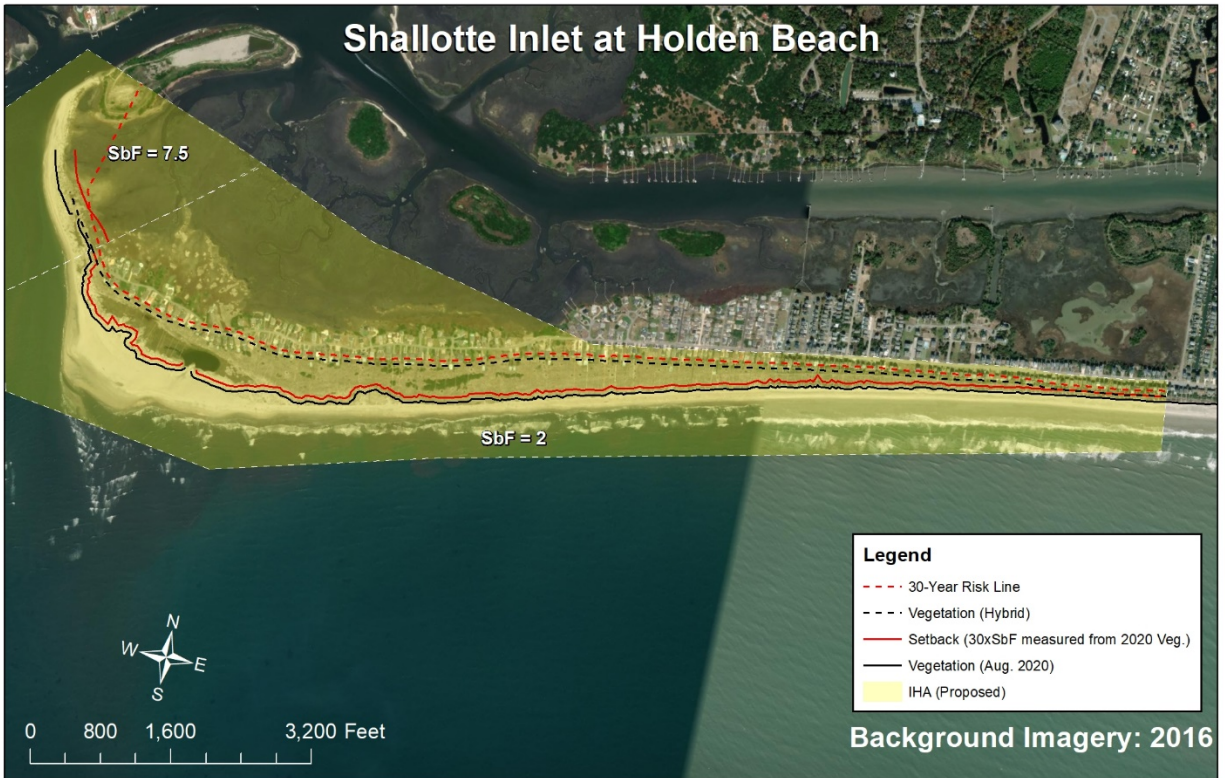 Shallotte Inlet at Holden Beach
SbF = 7.5
SbF = 2
Legend
30-Year Risk Line
Vegetation (Hybrid)
Setback (30xSbF measured from 2020 Veg.)
Vegetation (Aug. 2020)
IHA (Proposed)
N
W
E
S
0 800 1,600 3,200 Feet
Background Imagery: 2016